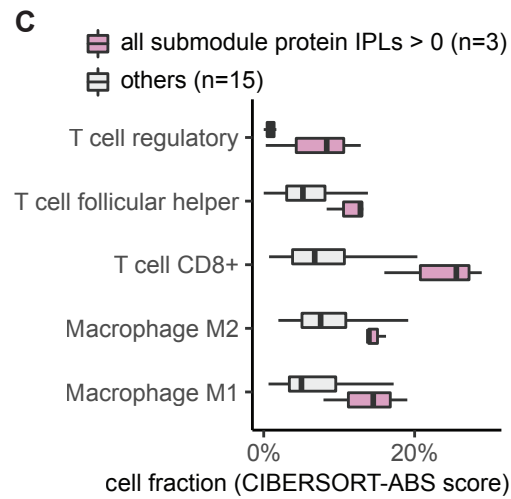 C
all submodule protein IPLs > 0 (n=3)
others (n=15)
T cell regulatory
T cell follicular helper
T cell CD8+
Macrophage M2
Macrophage M1
0% 20%
cell fraction (CIBERSORT-ABS score)